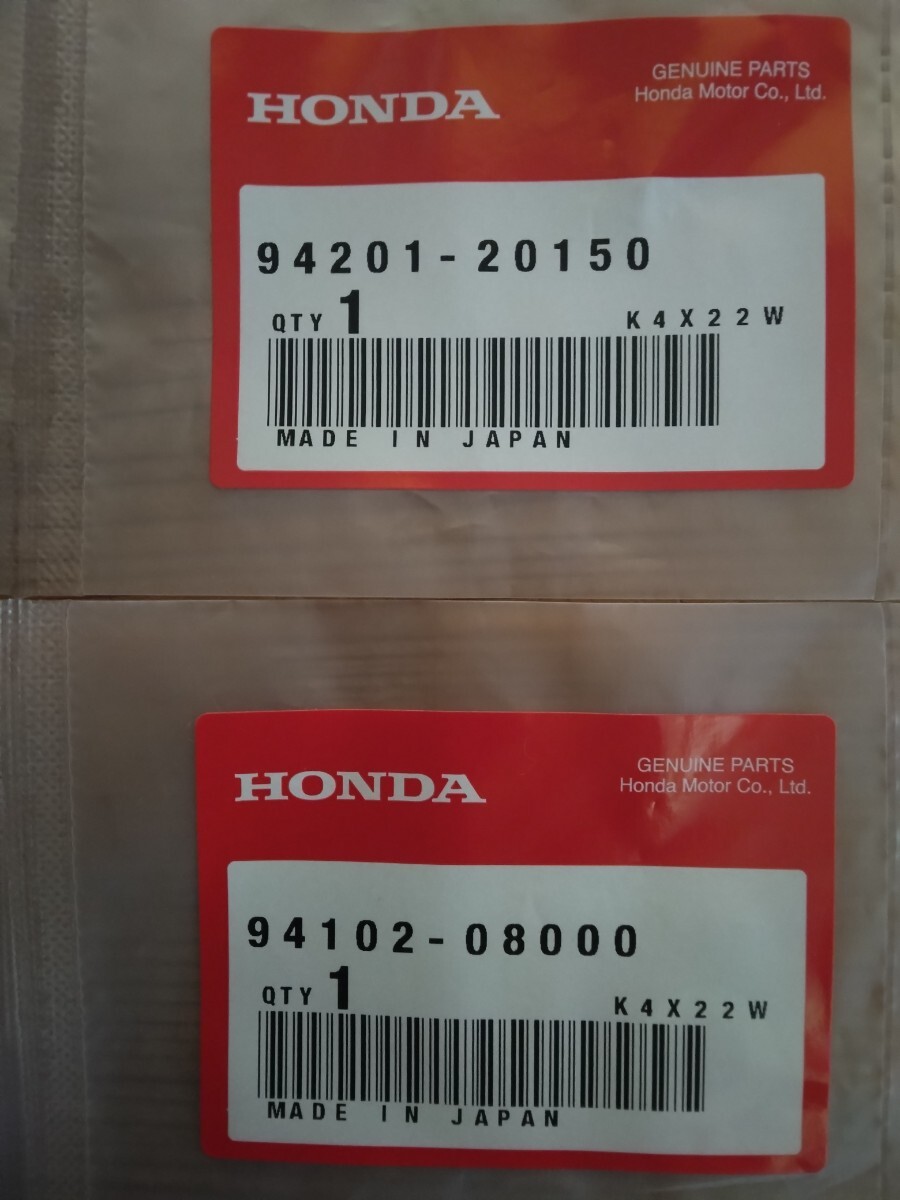 HONDA
GENUINE PARTS
Honda Motor Co., Ltd.
94201-20150
QTY 1 K4X22W
MADE IN JAPAN
HONDA
GENUINE PARTS
Honda Motor Co., Ltd.
94102-08000
QTY 1 K4X22W
MADE IN JAPAN